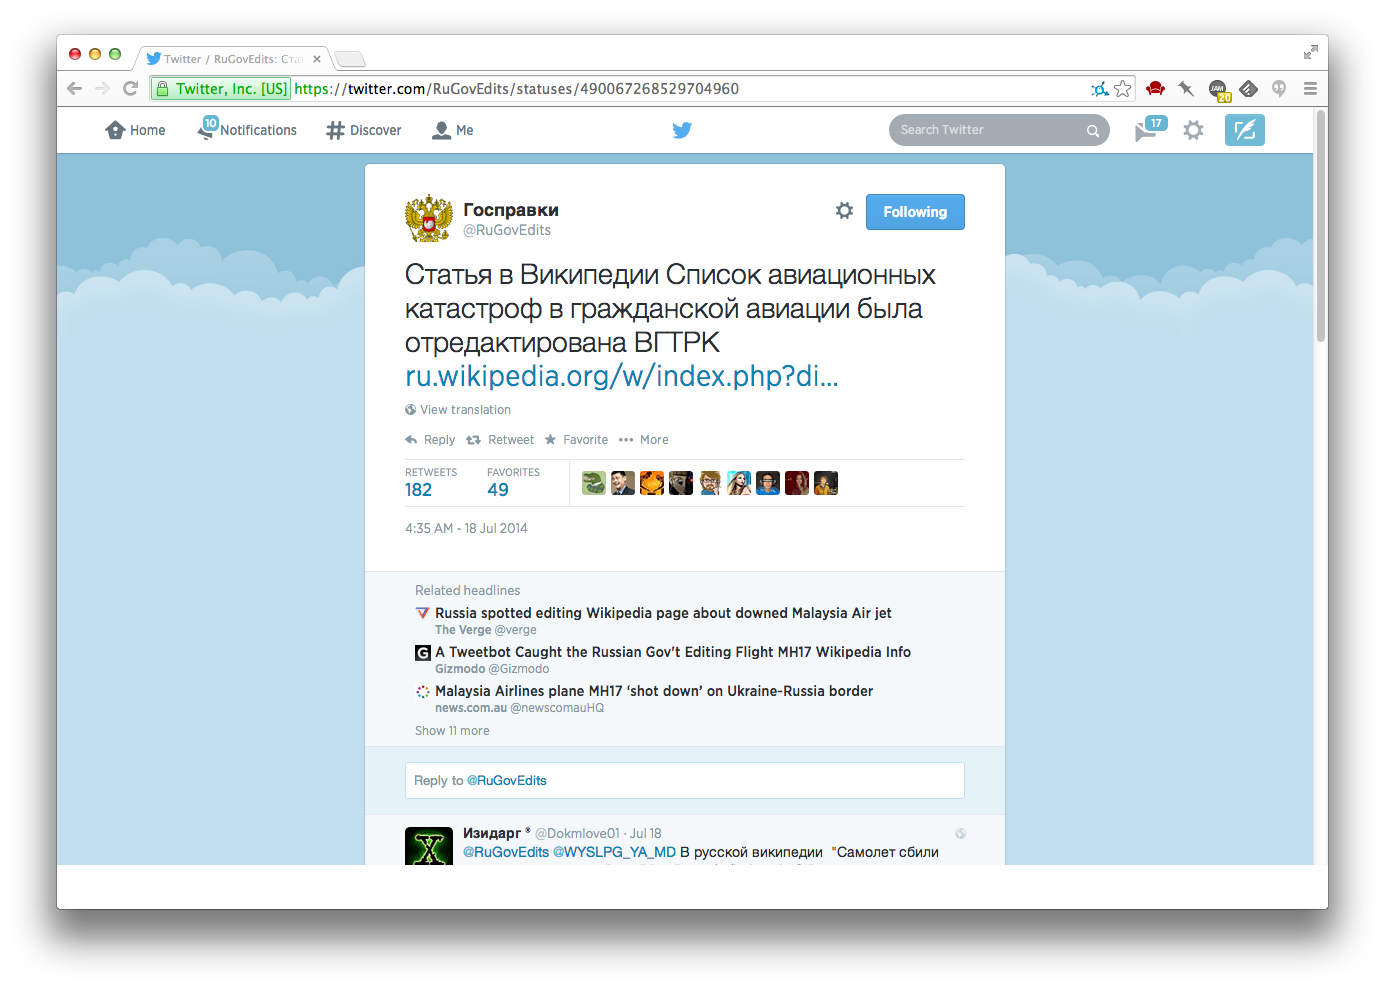 Twitter / RuGovEdits: Ста
Twitter, Inc. [US] https://twitter.com/RuGovEdits/statuses/490067268529704960
JAM
20
Home
10
Notifications
Discover
Me
Search Twitter
17
Госправки
@RuGovEdits
Following
Статья в Википедии Список авиационных
катастроф в гражданской авиации была
отредактирована ВГТРК
ru.wikipedia.org/w/index.php?di...
View translation
Reply Retweet Favorite More
RETWEETS FAVORITES
182 49
4:35 AM - 18 Jul 2014
Related headlines
Russia spotted editing Wikipedia page about downed Malaysia Air jet
The Verge @verge
G A Tweetbot Caught the Russian Gov't Editing Flight MH17 Wikipedia Info
Gizmodo @Gizmodo
Malaysia Airlines plane MH17 ‘shot down’ on Ukraine-Russia border
news.com.au @newscomauHQ
Show 11 more
Reply to @RuGovEdits
X
Изидарг ® @Dokmlove01 · Jul 18
@RuGovEdits @WYSLPG_YA_MD В русской википедии "Самолет сбили